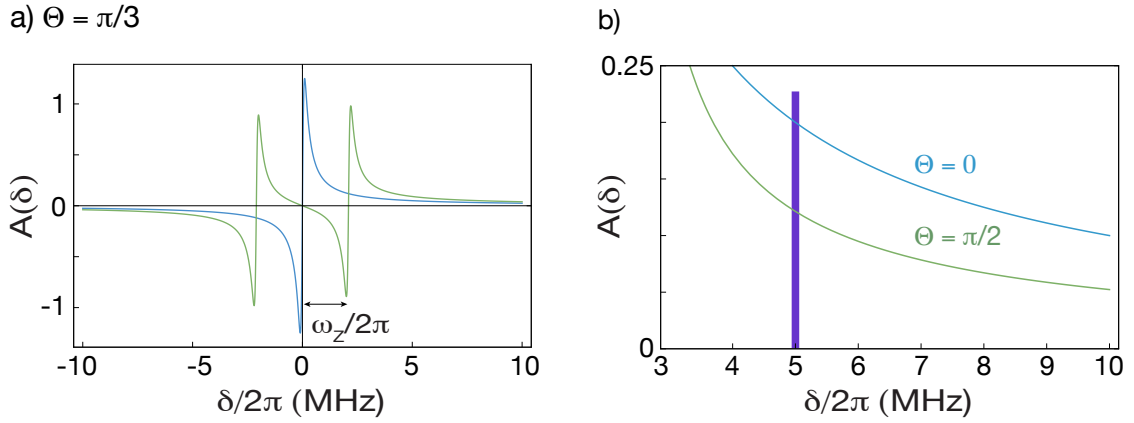 a) Θ = π/3
A(δ)
1
0
-1
ω_Z/2π
-10 -5 0 5 10
δ/2π (MHz)
b)
0.25
A(δ)
Θ = 0
Θ = π/2
0
3 4 5 6 7 8 9 10
δ/2π (MHz)